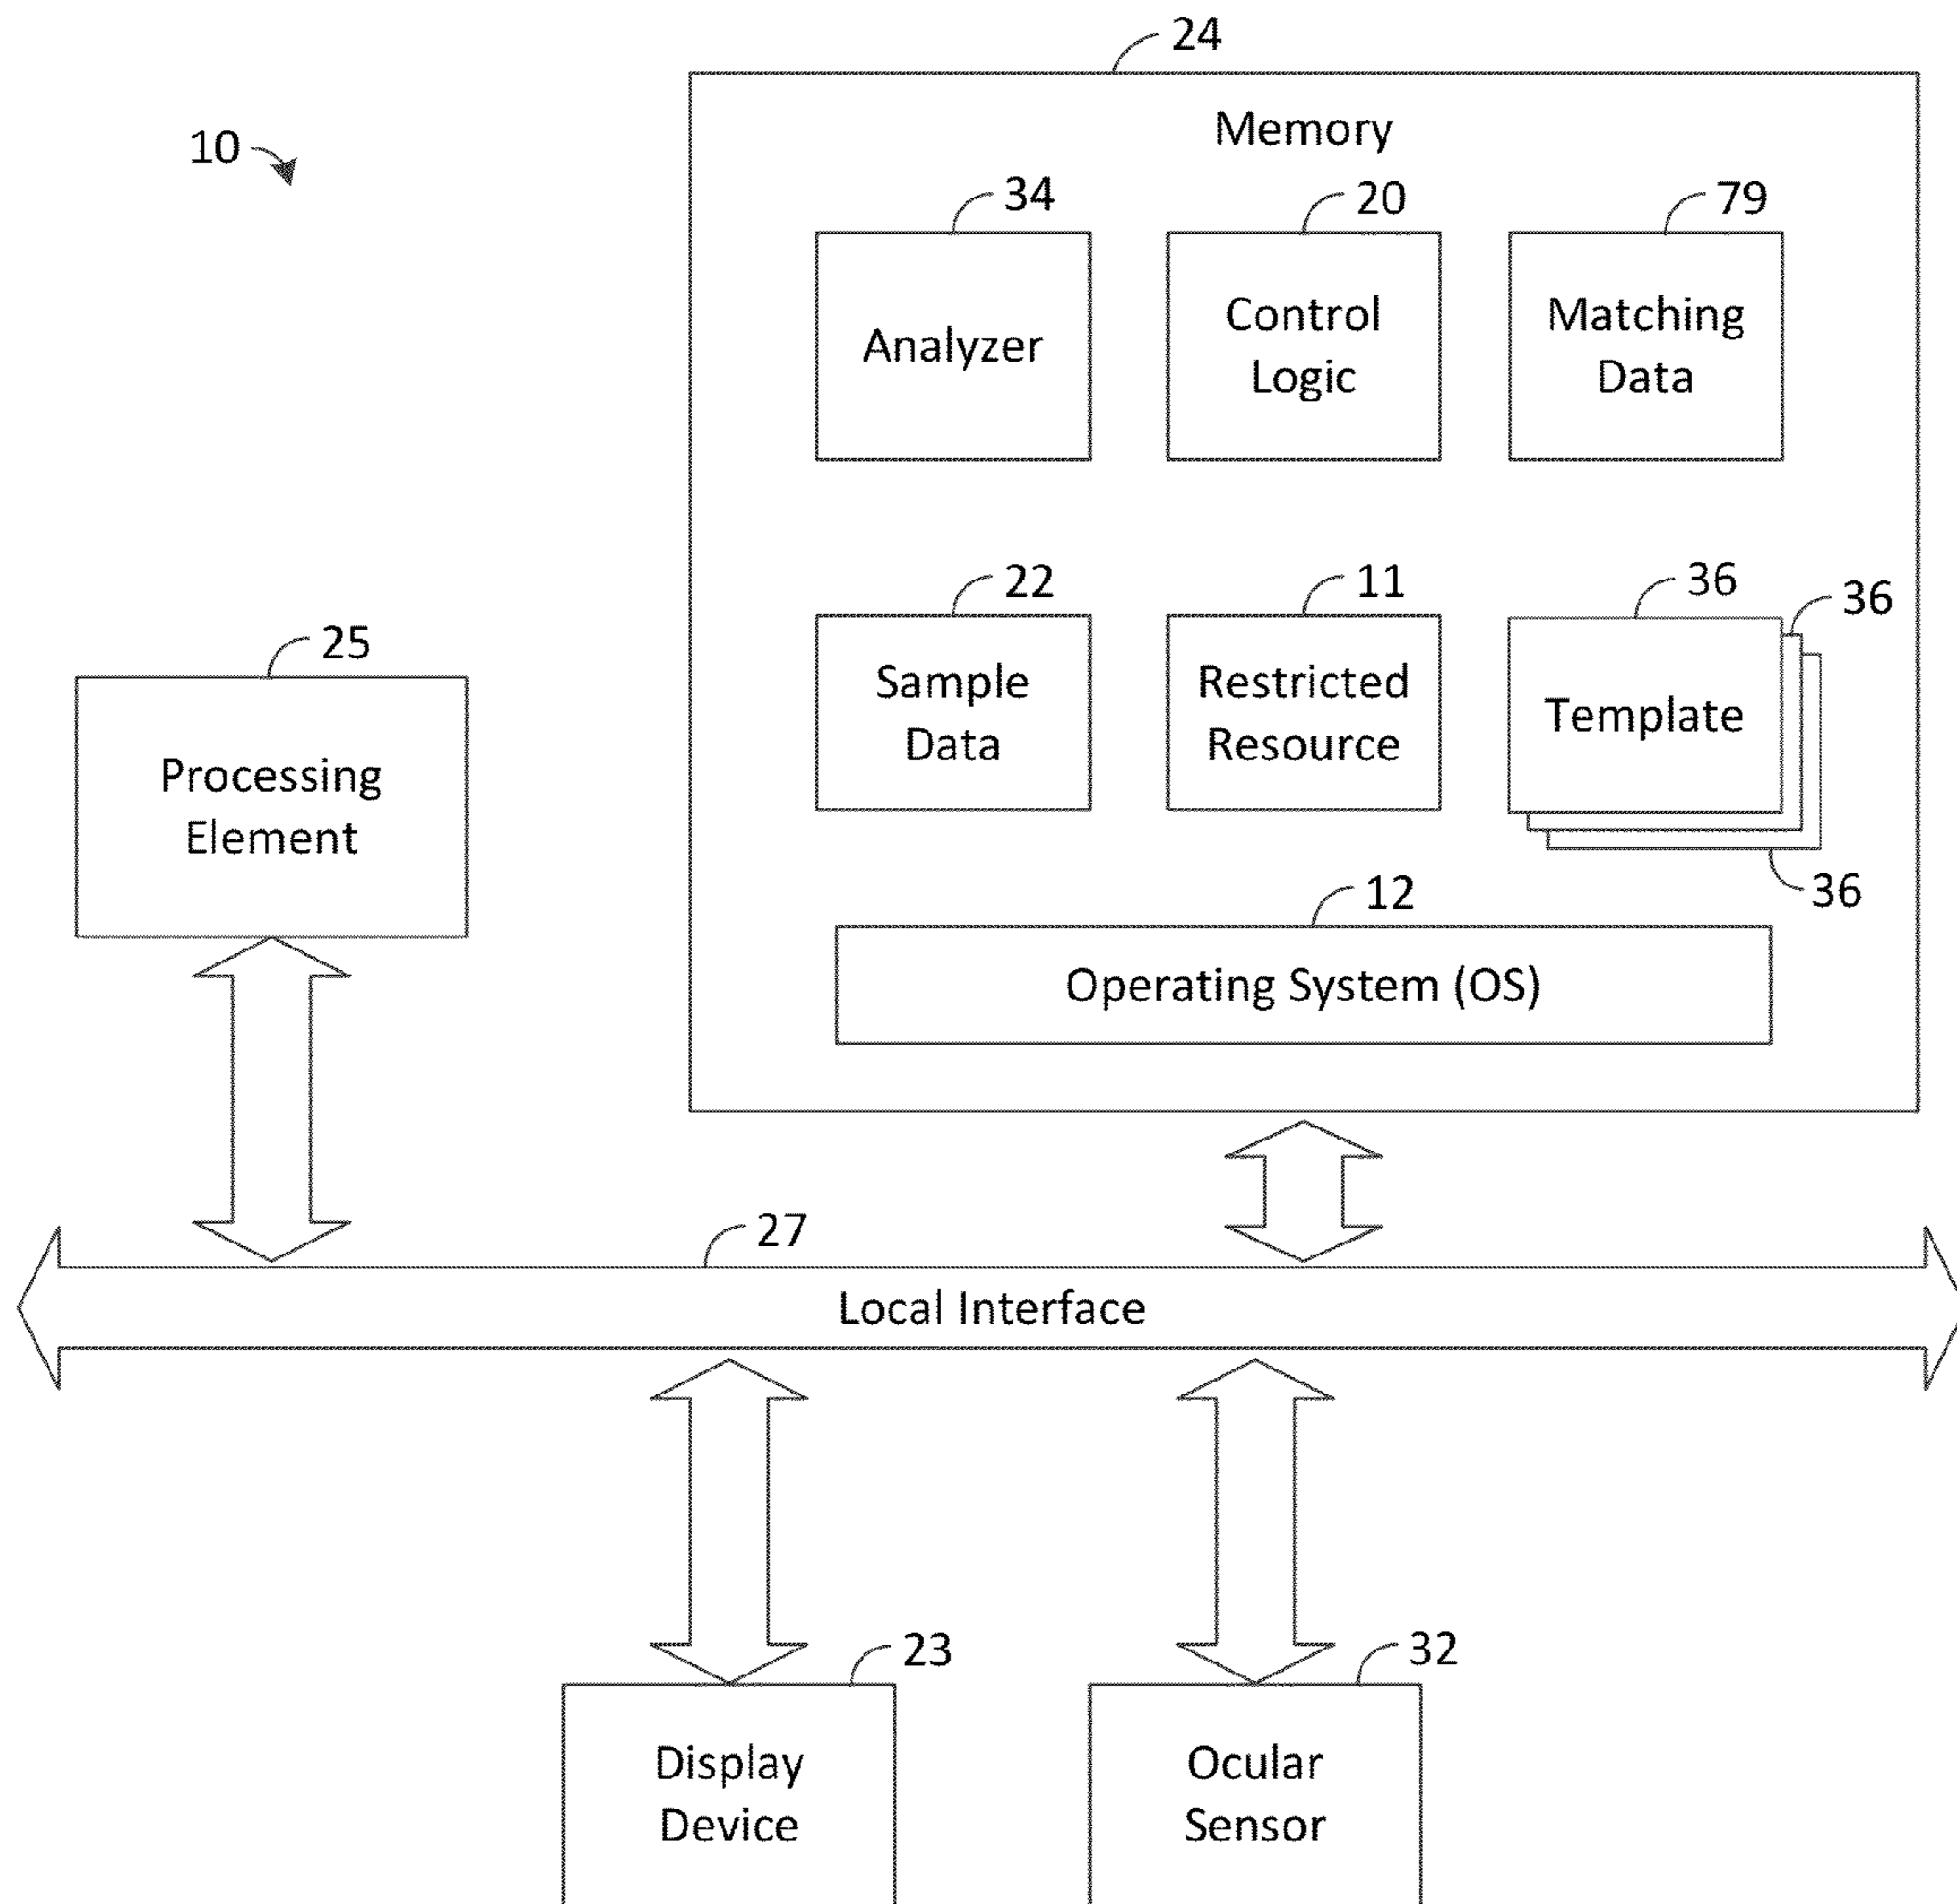 24
Memory
10
34
20
79
Analyzer
Control
Logic
Matching
Data
22
11
36
36
Sample
Data
Restricted
Resource
Template
36
25
Processing
Element
12
Operating System (OS)
27
Local Interface
23
32
Display
Device
Ocular
Sensor